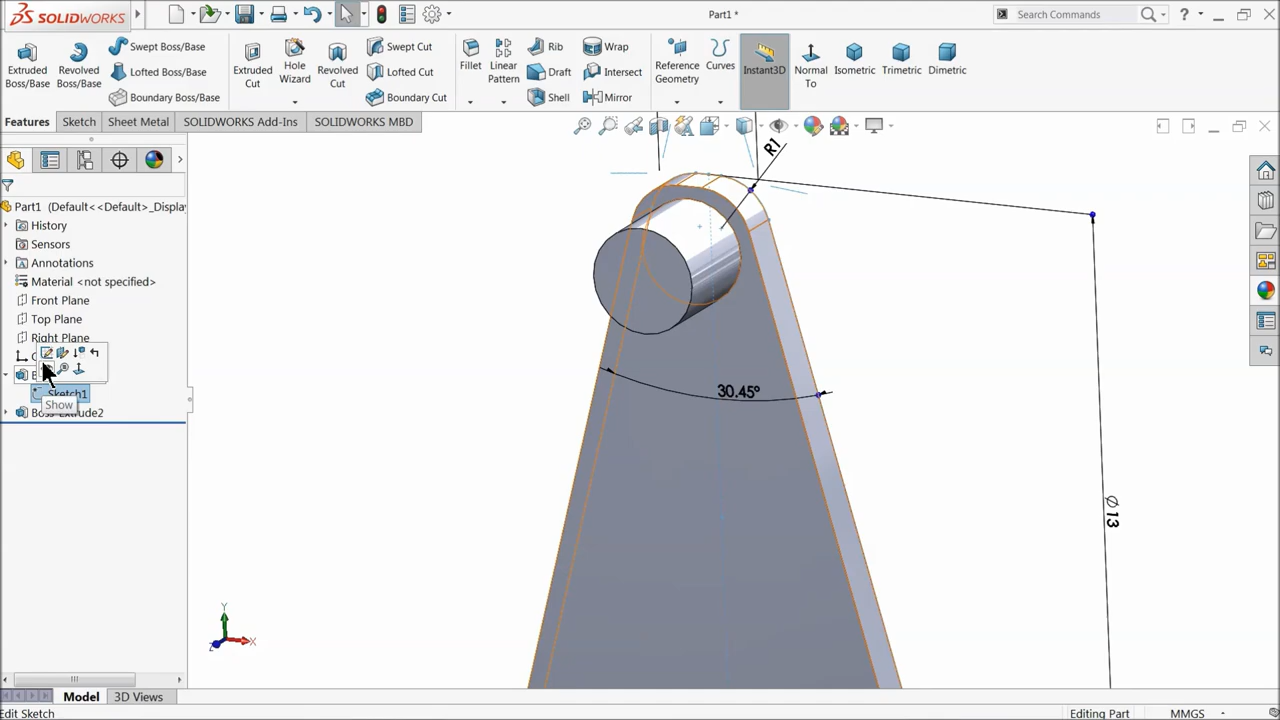 SOLIDWORKS
Part1 *
Search Commands
?
Extruded Boss/Base
Revolved Boss/Base
Swept Boss/Base
Lofted Boss/Base
Boundary Boss/Base
Extruded Cut
Hole Wizard
Revolved Cut
Swept Cut
Lofted Cut
Boundary Cut
Fillet
Linear Pattern
Rib
Draft
Shell
Wrap
Intersect
Mirror
Reference Geometry
Curves
Instant3D
Normal To
Isometric
Trimetric
Dimetric
Features
Sketch
Sheet Metal
SOLIDWORKS Add-Ins
SOLIDWORKS MBD
Part1 (Default<<Default>_Display
History
Sensors
Annotations
Material <not specified>
Front Plane
Top Plane
Right Plane
Sketch1
Show
Boss-Extrude2
R1
30.45°
∅13
Y
X
Z
Model
3D Views
Edit Sketch
Editing Part
MMGS